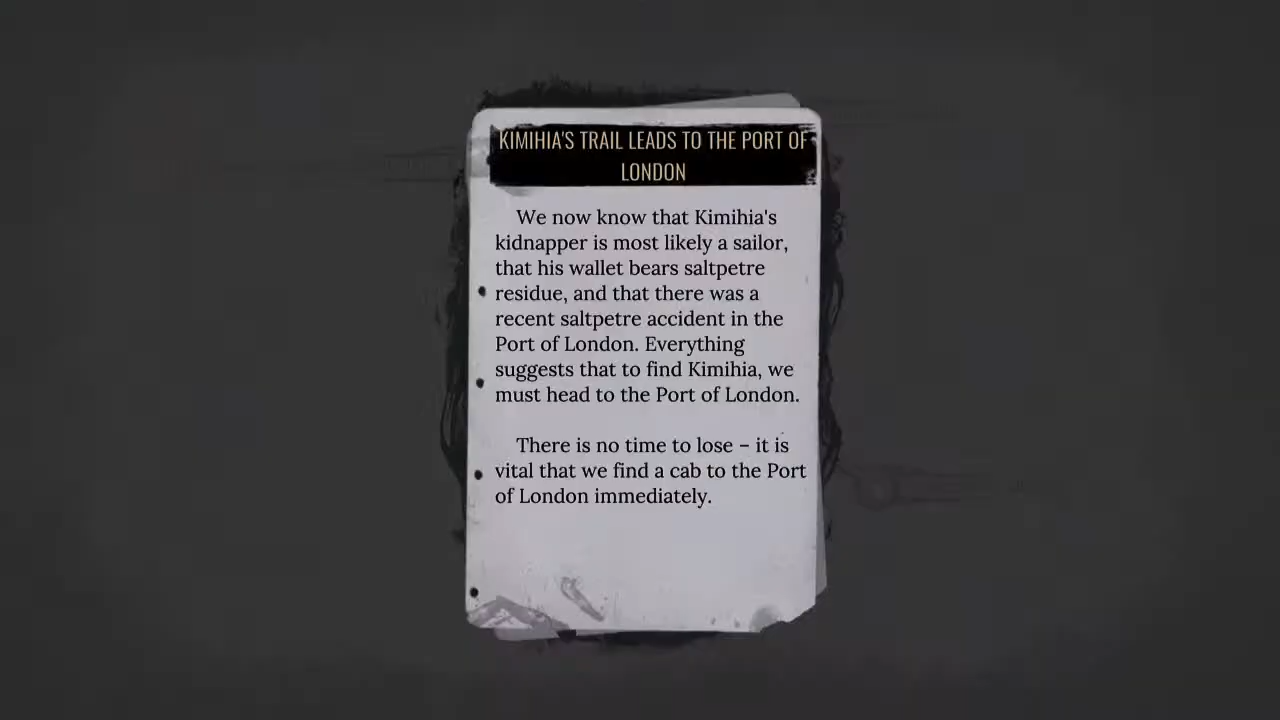 KIMIHIA'S TRAIL LEADS TO THE PORT OF
LONDON
We now know that Kimihia's
kidnapper is most likely a sailor,
that his wallet bears saltpetre
residue, and that there was a
recent saltpetre accident in the
Port of London. Everything
suggests that to find Kimihia, we
must head to the Port of London.
There is no time to lose – it is
vital that we find a cab to the Port
of London immediately.